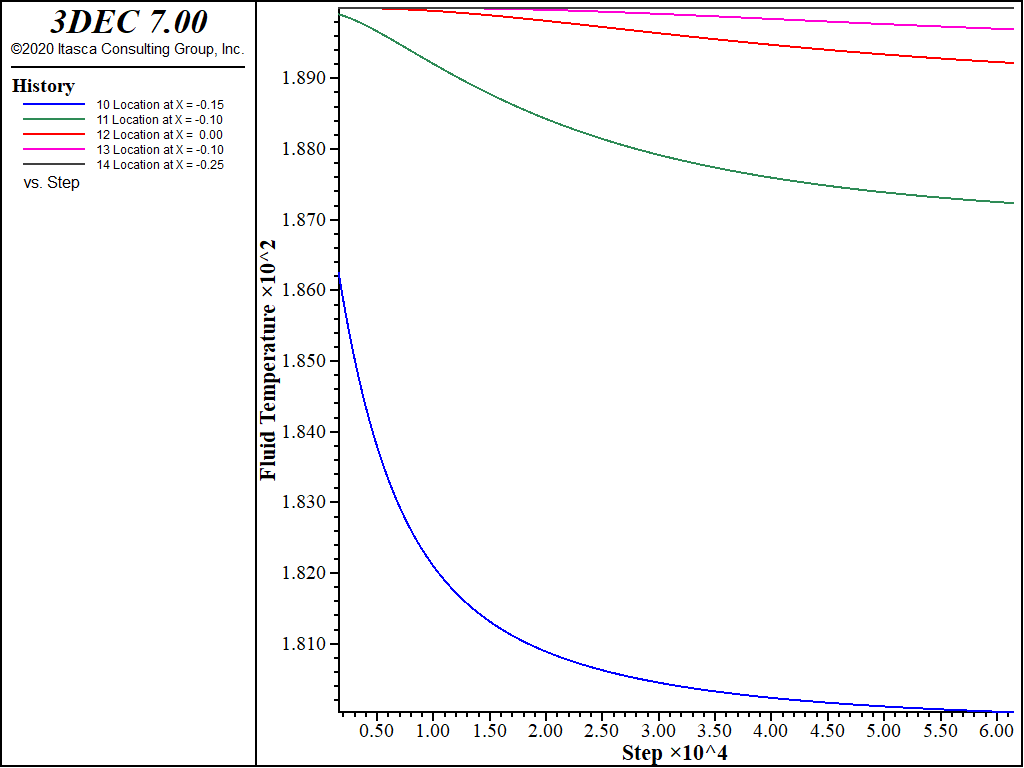 3DEC 7.00
©2020 Itasca Consulting Group, Inc.
History
10 Location at X = -0.15
11 Location at X = -0.10
12 Location at X = 0.00
13 Location at X = -0.10
14 Location at X = -0.25
vs. Step
Fluid Temperature ×10^2
1.890
1.880
1.870
1.860
1.850
1.840
1.830
1.820
1.810
0.50 1.00 1.50 2.00 2.50 3.00 3.50 4.00 4.50 5.00 5.50 6.00
Step ×10^4